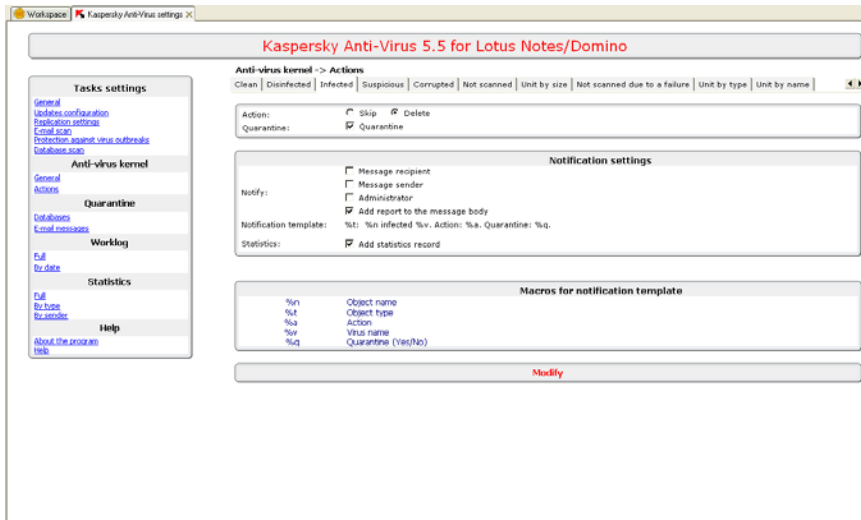 Workspace Kaspersky Anti-Virus settings
Kaspersky Anti-Virus 5.5 for Lotus Notes/Domino
Tasks settings
General
Updates configuration
Replication settings
E-mail scan
Protection against virus outbreaks
Database scan
Anti-virus kernel
General
Actions
Quarantine
Databases
E-mail messages
Worklog
Full
By date
Statistics
Full
By type
By sender
Help
About the program
Help
Anti-virus kernel -> Actions
Clean Disinfected Infected Suspicious Corrupted Not scanned Unit by size Not scanned due to a failure Unit by type Unit by name
Action: Skip Delete
Quarantine: Quarantine
Notification settings
Notify: Message recipient
Message sender
Administrator
Add report to the message body
Notification template: %t: %n infected %v. Action: %a. Quarantine: %q.
Statistics: Add statistics record
Macros for notification template
%n Object name
%t Object type
%a Action
%v Virus name
%q Quarantine (Yes/No)
Modify